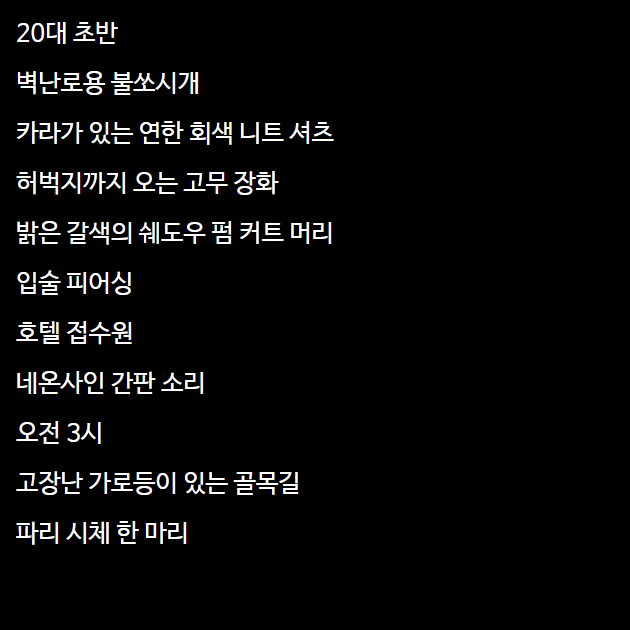 20대 초반
벽난로용 불쏘시개
카라가 있는 연한 회색 니트 셔츠
허벅지까지 오는 고무 장화
밝은 갈색의 쉐도우 펌 커트 머리
입술 피어싱
호텔 접수원
네온사인 간판 소리
오전 3시
고장난 가로등이 있는 골목길
파리 시체 한 마리